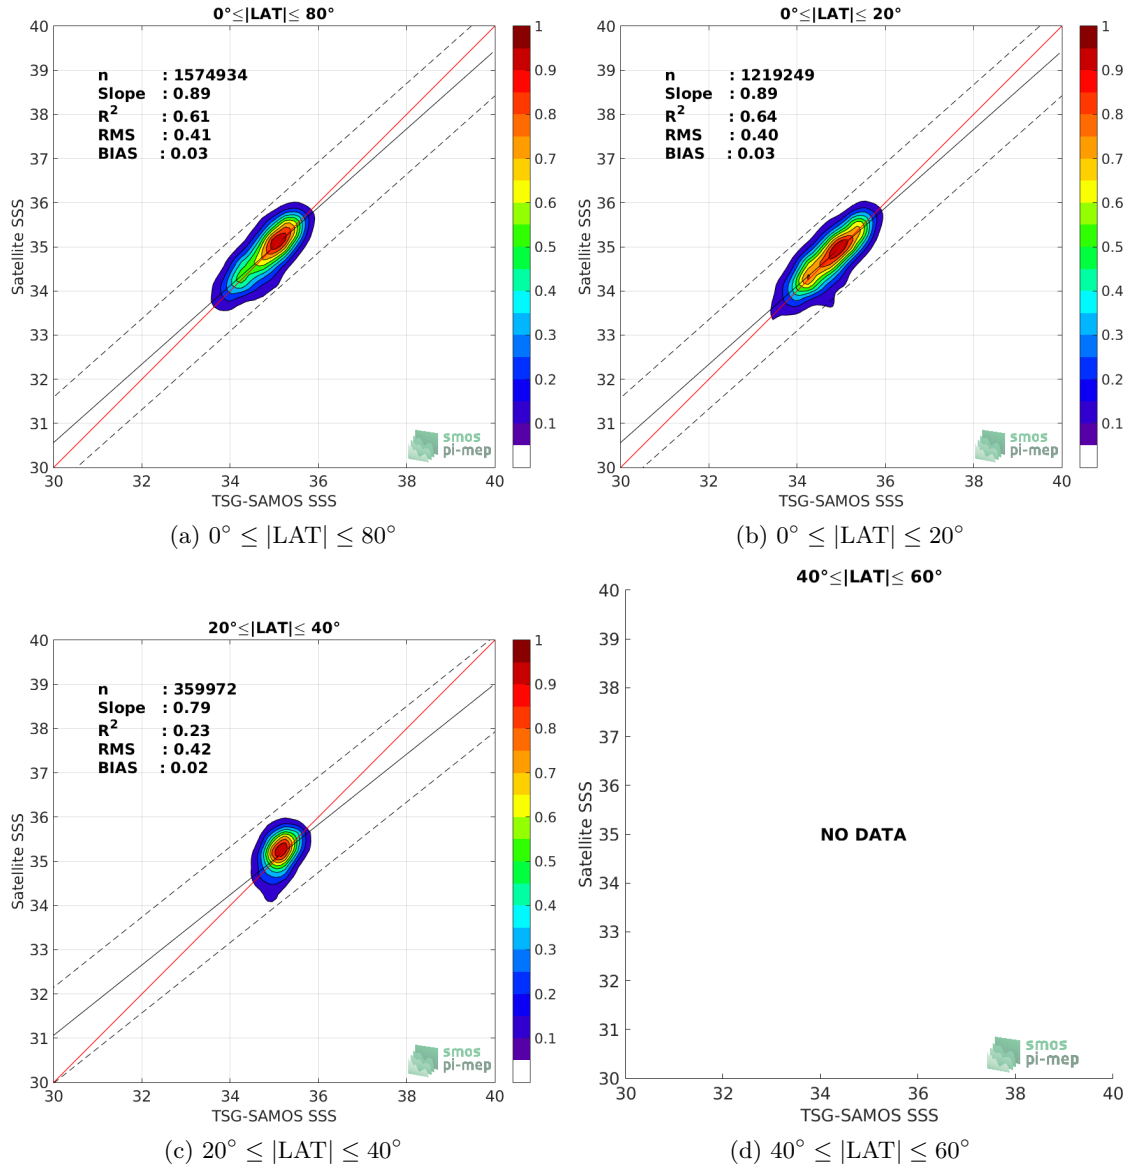 0°≤|LAT|≤ 80°
n : 1574934
Slope : 0.89
R² : 0.61
RMS : 0.41
BIAS : 0.03
40
39
38
37
36
35
34
33
32
31
30
30 32 34 36 38 40
Satellite SSS
TSG-SAMOS SSS
1
0.9
0.8
0.7
0.6
0.5
0.4
0.3
0.2
0.1
smos
pi-mep
(a) 0° ≤ |LAT| ≤ 80°
0°≤|LAT|≤ 20°
n : 1219249
Slope : 0.89
R² : 0.64
RMS : 0.40
BIAS : 0.03
40
39
38
37
36
35
34
33
32
31
30
30 32 34 36 38 40
Satellite SSS
TSG-SAMOS SSS
1
0.9
0.8
0.7
0.6
0.5
0.4
0.3
0.2
0.1
smos
pi-mep
(b) 0° ≤ |LAT| ≤ 20°
20°≤|LAT|≤ 40°
n : 359972
Slope : 0.79
R² : 0.23
RMS : 0.42
BIAS : 0.02
40
39
38
37
36
35
34
33
32
31
30
30 32 34 36 38 40
Satellite SSS
TSG-SAMOS SSS
1
0.9
0.8
0.7
0.6
0.5
0.4
0.3
0.2
0.1
smos
pi-mep
(c) 20° ≤ |LAT| ≤ 40°
40°≤|LAT|≤ 60°
40
39
38
37
36
35
34
33
32
31
30
30 32 34 36 38 40
Satellite SSS
NO DATA
TSG-SAMOS SSS
smos
pi-mep
(d) 40° ≤ |LAT| ≤ 60°